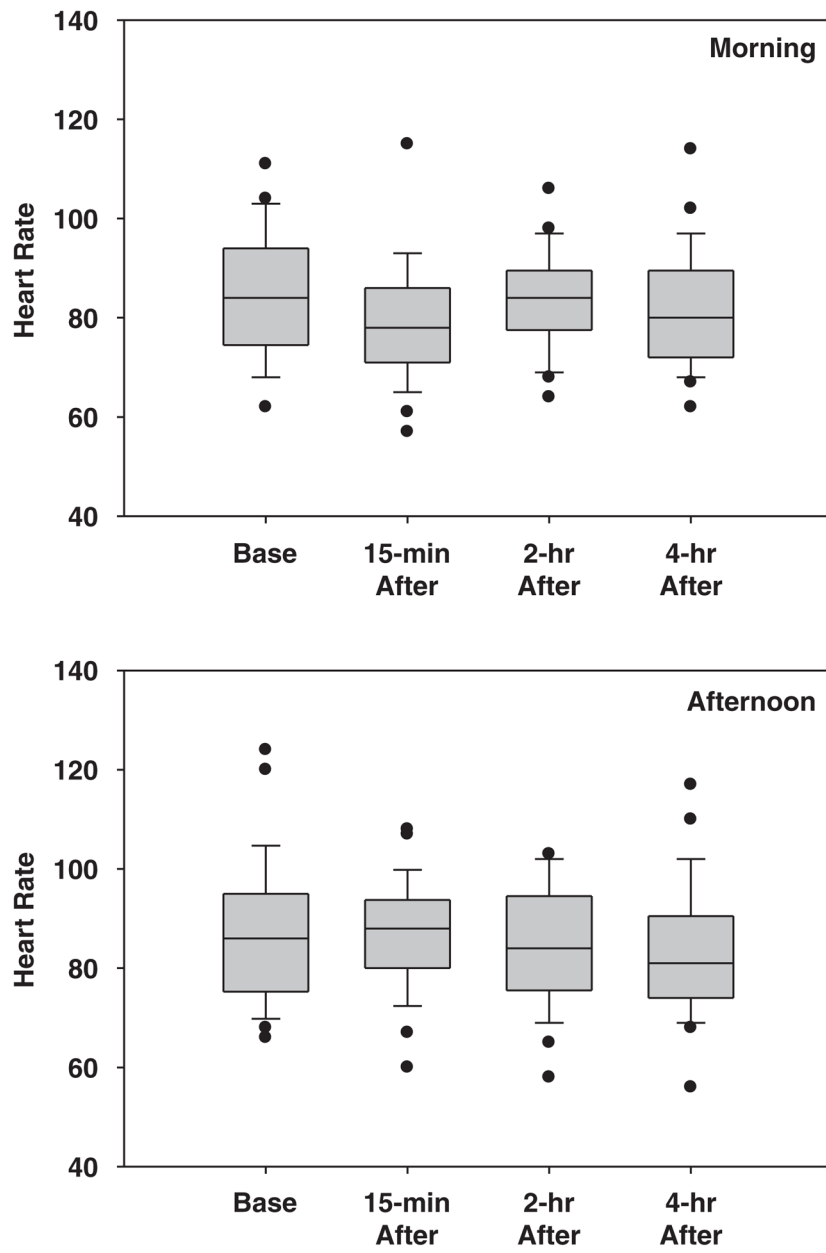 140
Morning
120
100
80
60
40
Heart Rate
Base
15-min
After
2-hr
After
4-hr
After
140
Afternoon
120
100
80
60
40
Heart Rate
Base
15-min
After
2-hr
After
4-hr
After